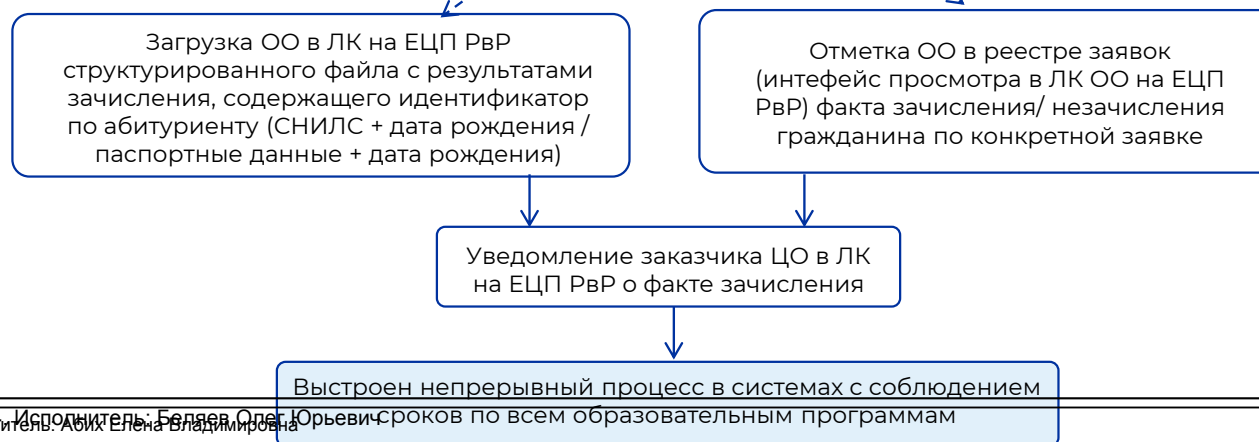 Загрузка ОО в ЛК на ЕЦП РвР
структурированного файла с результатами
зачисления, содержащего идентификатор
по абитуриенту (СНИЛС + дата рождения /
паспортные данные + дата рождения)
Отметка ОО в реестре заявок
(интефейс просмотра в ЛК ОО на ЕЦП
РвР) факта зачисления/ незачисления
гражданина по конкретной заявке
Уведомление заказчика ЦО в ЛК
на ЕЦП РвР о факте зачисления
Выстроен непрерывный процесс в системах с соблюдением
сроков по всем образовательным программам
Исполнитель: Беляев Олег Юрьевич
итель: Абих Елена Владимировна